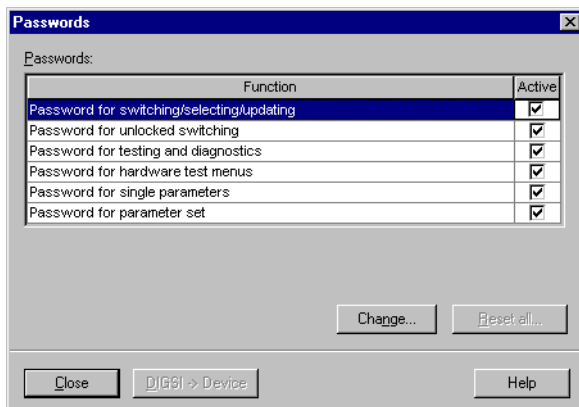 Passwords
Passwords:
Function Active
Password for switching/selecting/updating
Password for unlocked switching
Password for testing and diagnostics
Password for hardware test menus
Password for single parameters
Password for parameter set
Change... Reset all...
Close DIGSI -> Device Help